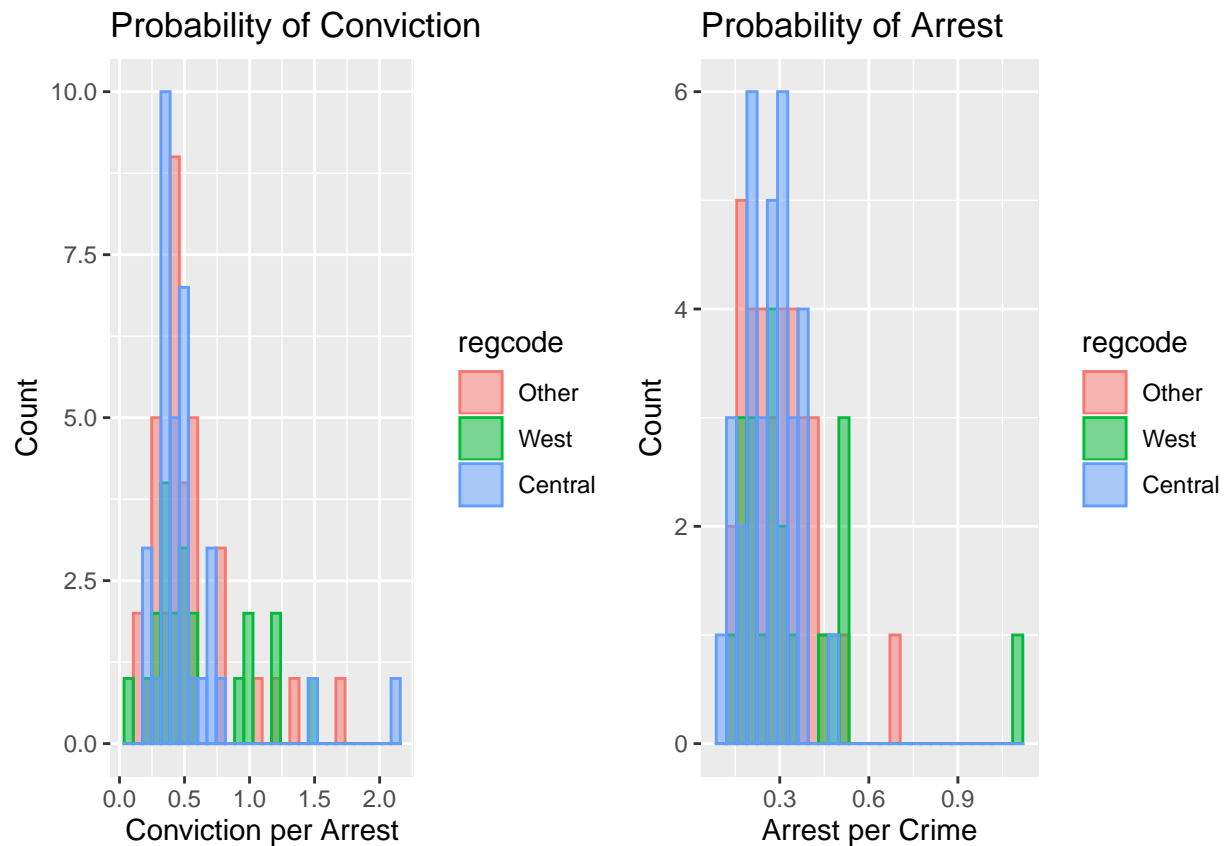 Probability of Conviction
10.0
7.5
5.0
2.5
0.0
Count
0.0 0.5 1.0 1.5 2.0
Conviction per Arrest
regcode
Other
West
Central
Probability of Arrest
6
4
2
0
Count
0.3 0.6 0.9
Arrest per Crime
regcode
Other
West
Central